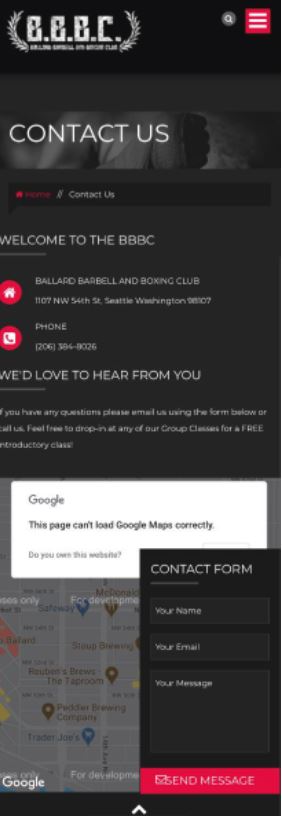 B.B.B.C.
BALLARD BARBELL AND BOXING CLUB
CONTACT US
Home // Contact Us
WELCOME TO THE BBBC
BALLARD BARBELL AND BOXING CLUB
1107 NW 54th St, Seattle Washington 98107
PHONE
(206) 384-8026
WE'D LOVE TO HEAR FROM YOU
If you have any questions please email us using the form below or
call us. Feel free to drop-in at any of our Group Classes for a FREE
introductory class!
Google
This page can't load Google Maps correctly.
Do you own this website?
CONTACT FORM
Your Name
Your Email
Your Message
SEND MESSAGE
McDonald
Safeway
oses only
For developme
Ballard
Stoup Brewing
Reuben's Brews
The Taproom
Peddler Brewing
Company
Trader Joe's
14th Ave N
oses only
For developme
Google